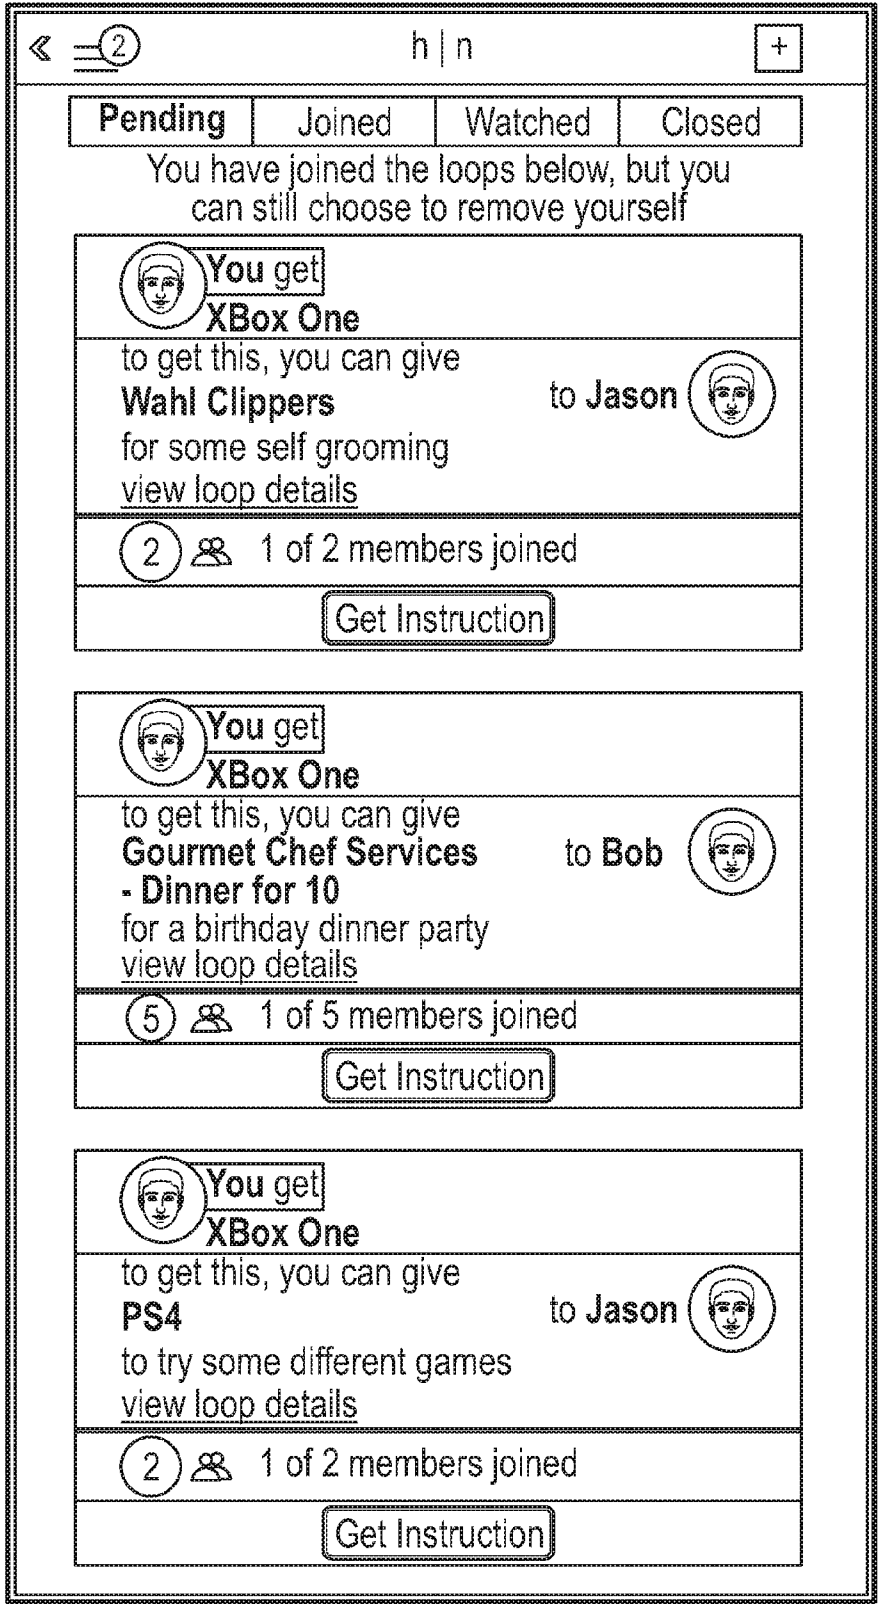 « 2 h | n +
Pending Joined Watched Closed
You have joined the loops below, but you
can still choose to remove yourself
You get
XBox One
to get this, you can give
Wahl Clippers
to Jason
for some self grooming
view loop details
2 1 of 2 members joined
Get Instruction
You get
XBox One
to get this, you can give
Gourmet Chef Services
to Bob
- Dinner for 10
for a birthday dinner party
view loop details
5 1 of 5 members joined
Get Instruction
You get
XBox One
to get this, you can give
PS4
to Jason
to try some different games
view loop details
2 1 of 2 members joined
Get Instruction